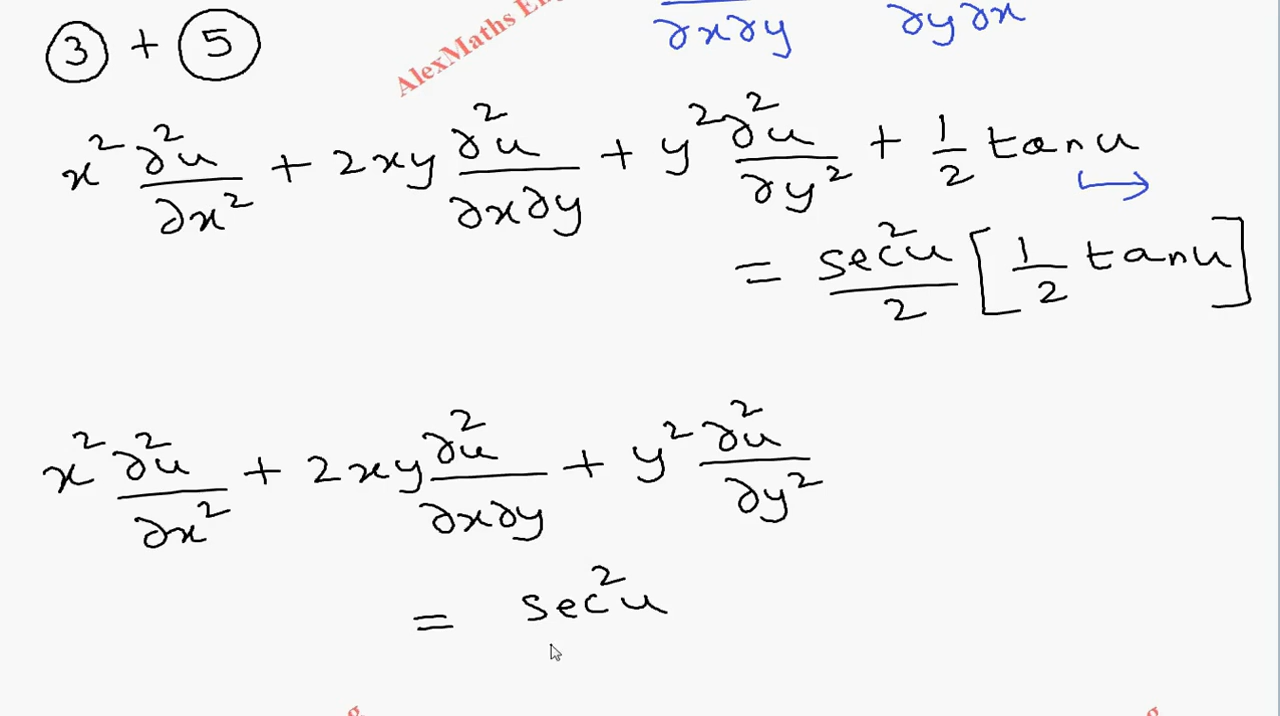 ∂x∂y ∂y∂x
③ + ⑤
AlexMaths En
x² ∂²u/∂x² + 2xy ∂²u/∂x∂y + y² ∂²u/∂y² + 1/2 tan u
= sec²u/2 [1/2 tan u]
x² ∂²u/∂x² + 2xy ∂²u/∂x∂y + y² ∂²u/∂y²
= sec²u